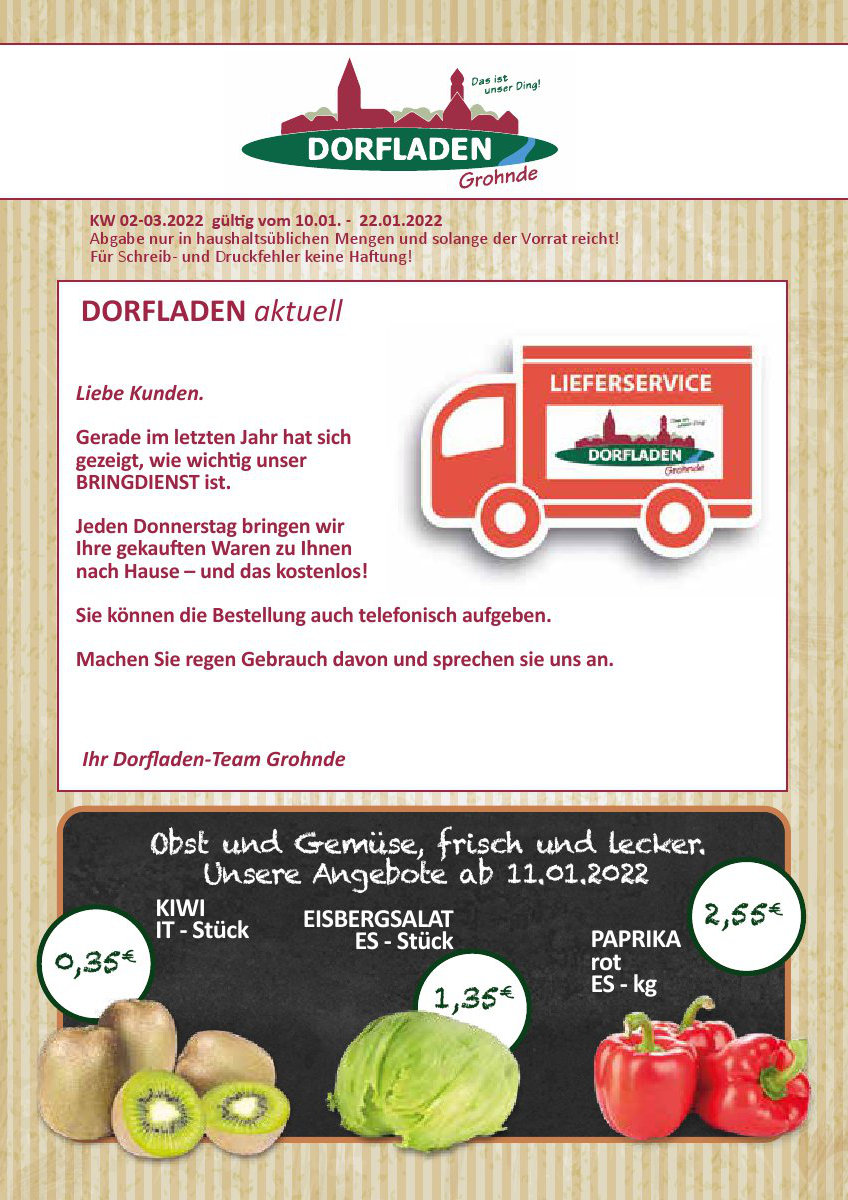 Das ist
unser Ding!
DORFLADEN
Grohnde
KW 02-03.2022 gültig vom 10.01. - 22.01.2022
Abgabe nur in haushaltsüblichen Mengen und solange der Vorrat reicht!
Für Schreib- und Druckfehler keine Haftung!
DORFLADEN aktuell
LIEFERSERVICE
Das ist
unser Ding!
DORFLADEN
Grohnde
Liebe Kunden.
Gerade im letzten Jahr hat sich
gezeigt, wie wichtig unser
BRINGDIENST ist.
Jeden Donnerstag bringen wir
Ihre gekauften Waren zu Ihnen
nach Hause – und das kostenlos!
Sie können die Bestellung auch telefonisch aufgeben.
Machen Sie regen Gebrauch davon und sprechen sie uns an.
Ihr Dorfladen-Team Grohnde
Obst und Gemüse, frisch und lecker.
Unsere Angebote ab 11.01.2022
KIWI
IT - Stück
0,35€
EISBERGSALAT
ES - Stück
1,35€
PAPRIKA
rot
ES - kg
2,55€